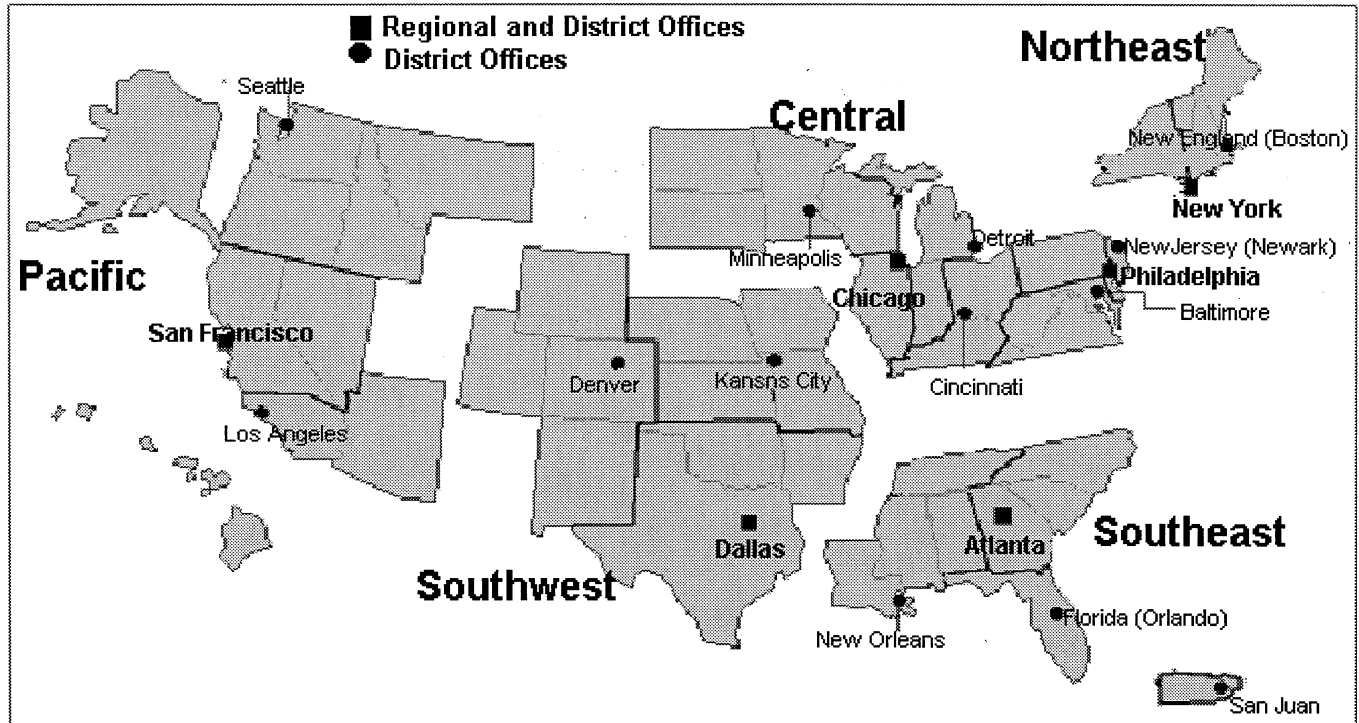 Regional and District Offices
District Offices
Northeast
Seattle
Central
New England (Boston)
New York
Detroit
NewJersey (Newark)
Minneapolis
Pacific
Philadelphia
Chicago
Baltimore
San Francisco
Denver
Kansns City
Cincinnati
Los Angeles
Southeast
Dallas
Atlanta
Southwest
Florida (Orlando)
New Orleans
San Juan